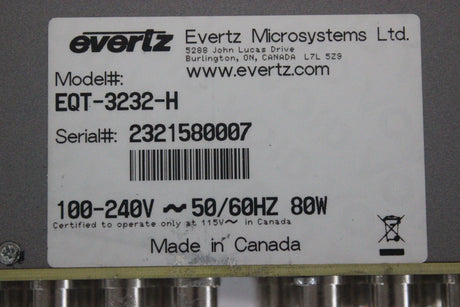 evertz Evertz Microsystems Ltd.
5288 John Lucas Drive
Burlington, ON, CANADA L7L 5Z9
www.evertz.com
Model#:
EQT-3232-H
Serial#: 2321580007
100-240V ~ 50/60HZ 80W
Certified to operate only at 115V~ in Canada
Made in Canada